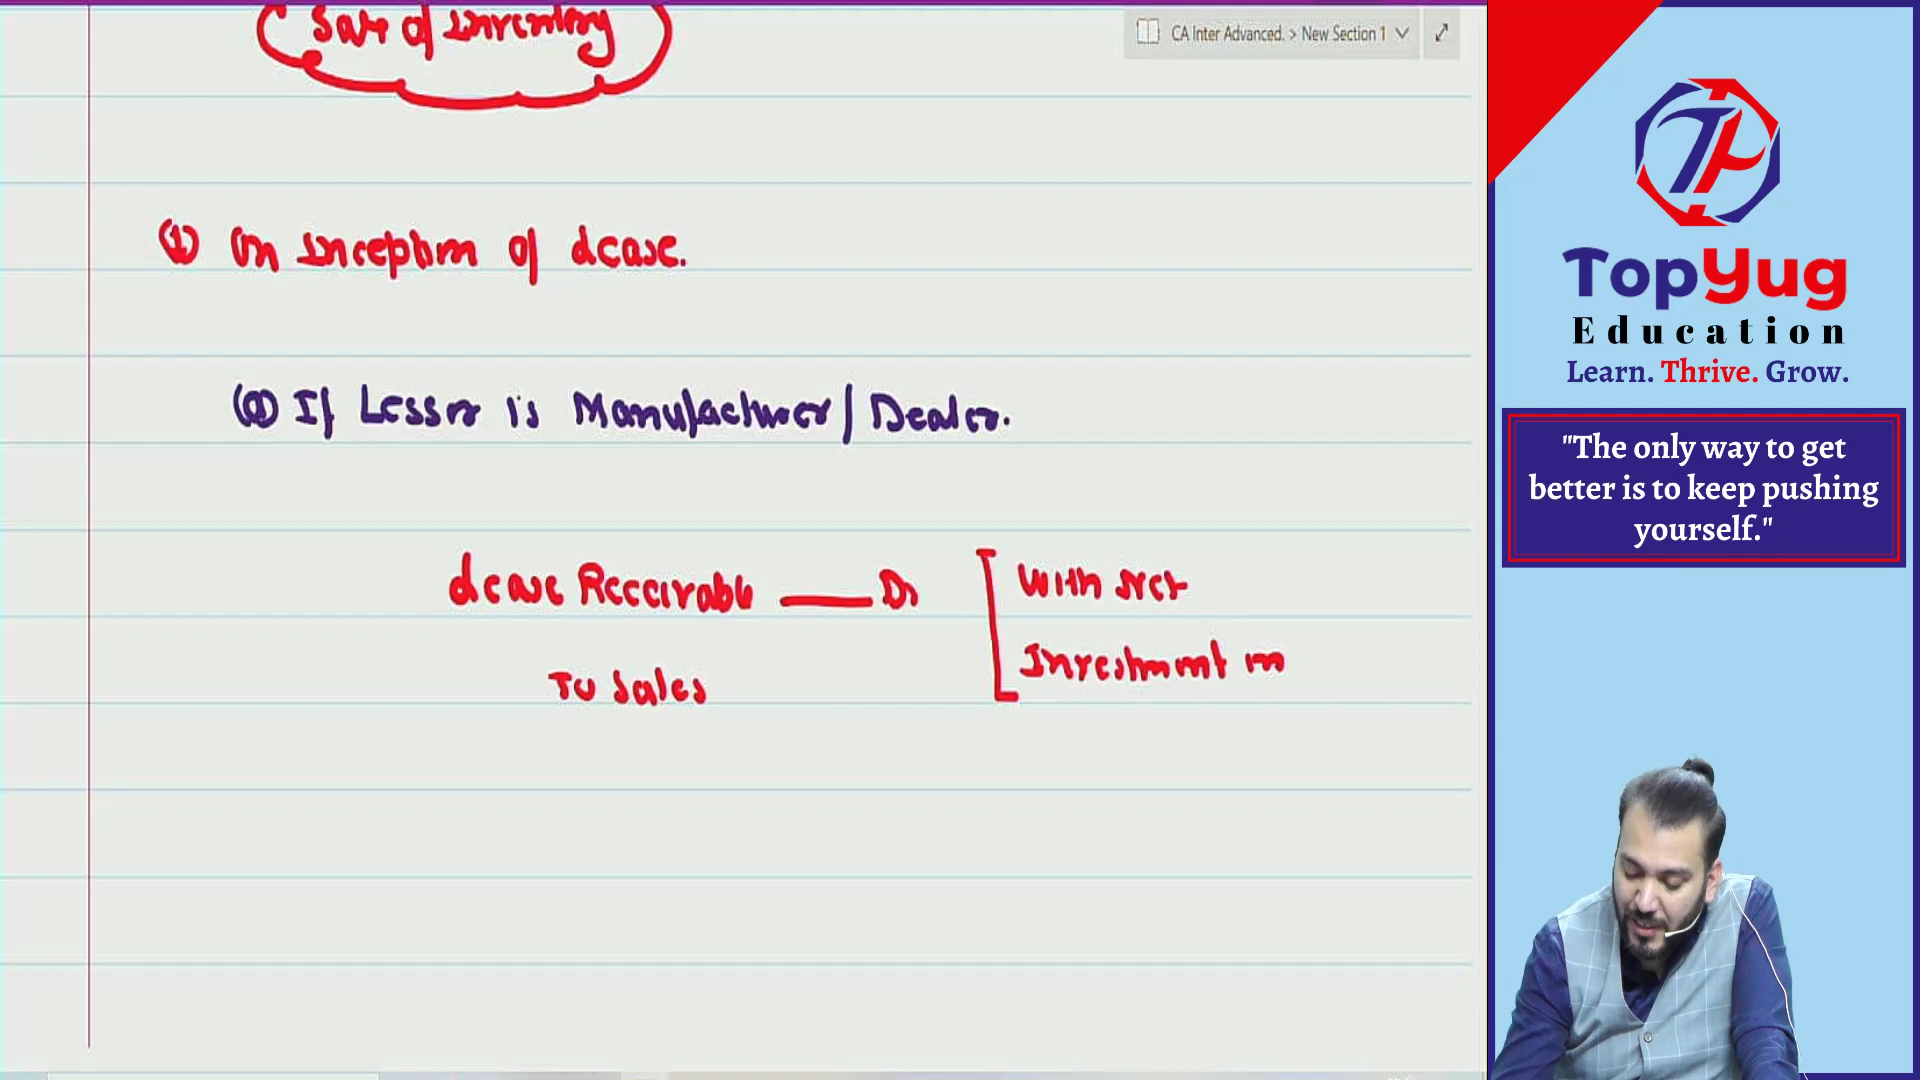 Sale of Inventory
CA Inter Advanced. > New Section 1
(1) On Inception of Lease.
(a) If Lessor is Manufacturer/Dealer.
Lease Receivable — Dr
With Net
Investment in
To Sales
TopYug
Education
Learn. Thrive. Grow.
"The only way to get
better is to keep pushing
yourself."